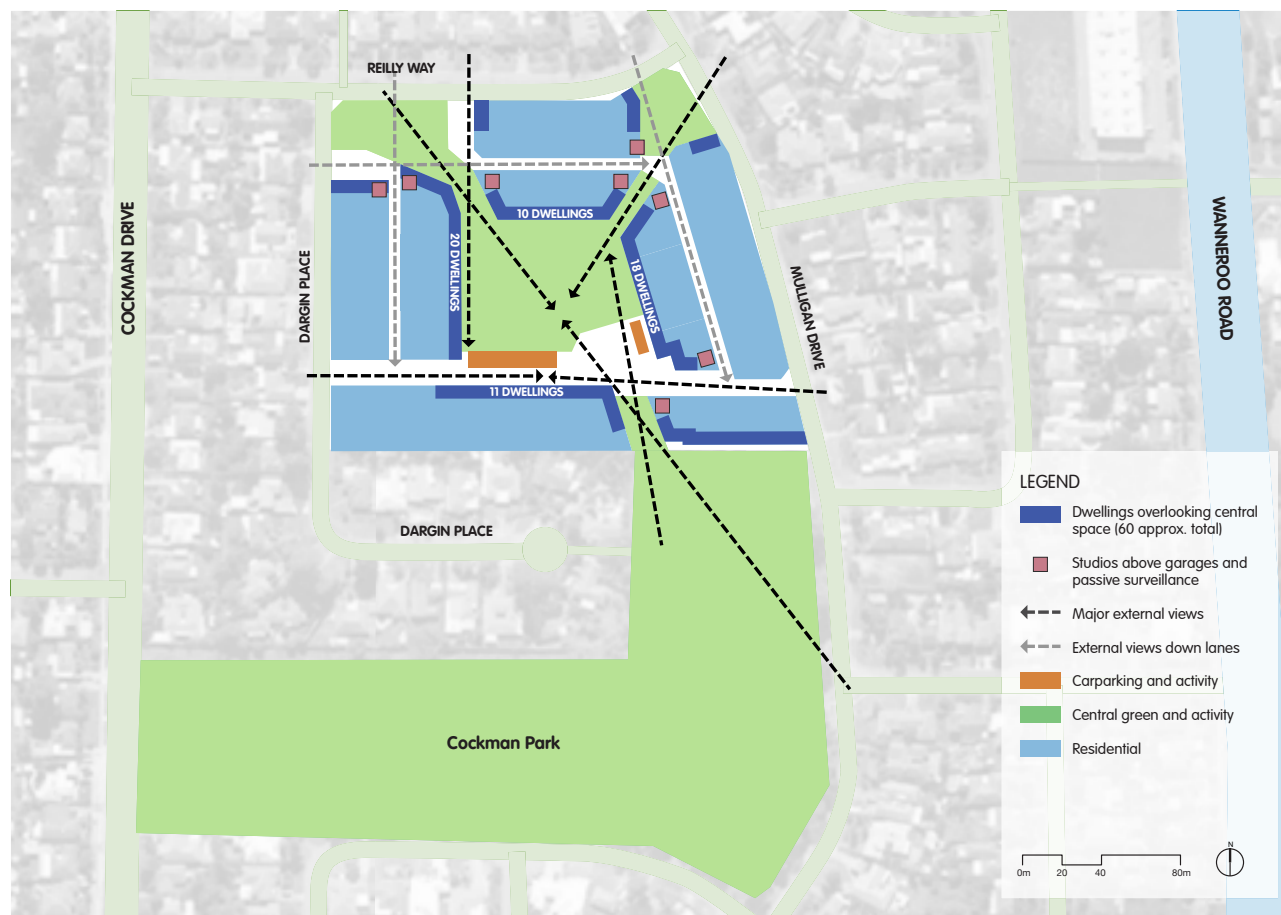 REILLY WAY
COCKMAN DRIVE
DARGIN PLACE
20 DWELLINGS
10 DWELLINGS
18 DWELLINGS
11 DWELLINGS
MULLIGAN DRIVE
WANNEROO ROAD
DARGIN PLACE
Cockman Park
LEGEND
Dwellings overlooking central
space (60 approx. total)
Studios above garages and
passive surveillance
Major external views
External views down lanes
Carparking and activity
Central green and activity
Residential
0m 20 40 80m
N